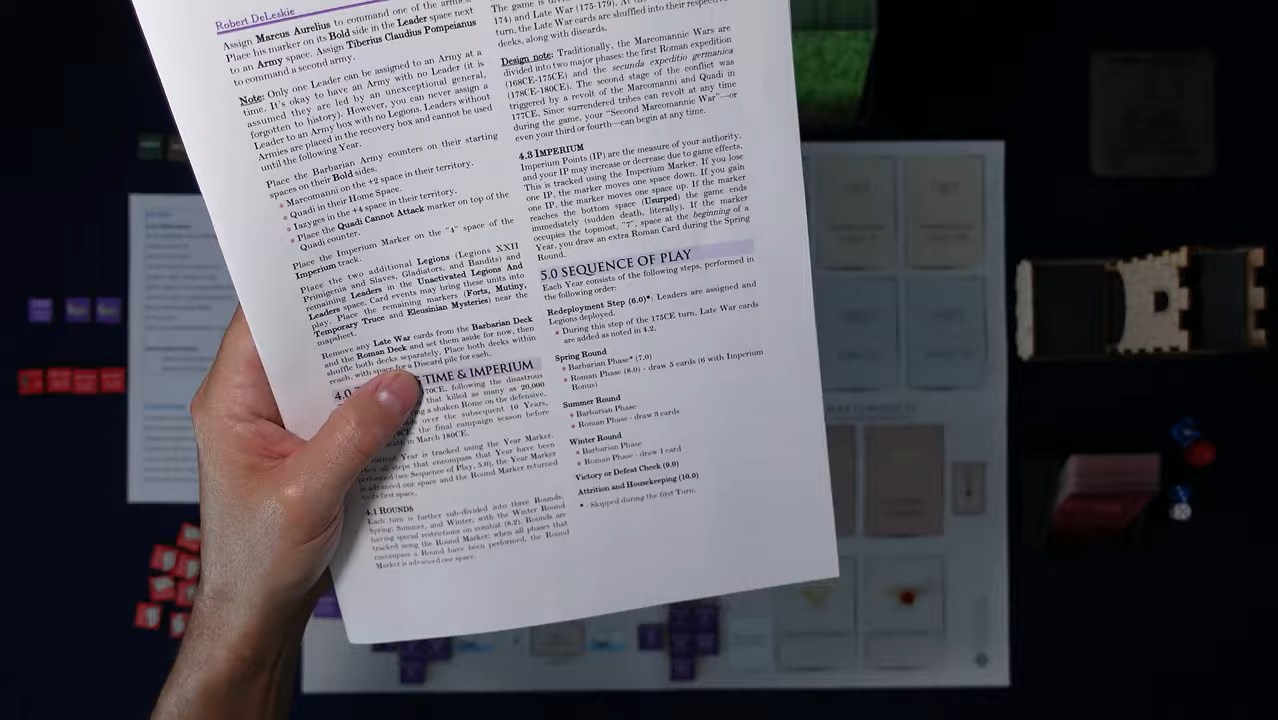 Robert DeLeskie
Assign Marcus Aurelius to command one of the armies.
Place his marker on its Bold side in the Leader space next
to an Army space. Assign Tiberius Claudius Pompeianus
to command a second army.
Note: Only one Leader can be assigned to an Army at a
time. It's okay to have an Army with no Leader (it is
assumed they are led by an unexceptional general,
forgotten to history). However, you can never assign a
Leader to an Army box with no Legions. Leaders without
Armies are placed in the recovery box and cannot be used
until the following Year.
Place the Barbarian Army counters on their starting
spaces on their Bold sides.
Marcomanni on the +2 space in their territory.
Quadi in their Home Space.
Iazyges in the +4 space in their territory.
Place the Quadi Cannot Attack marker on top of the
Quadi counter.
Place the Imperium Marker on the "4" space of the
Imperium track.
Place the two additional Legions (Legions XXII
Primigenia and Slaves, Gladiators, and Bandits) and
remaining Leaders in the Unactivated Legions And
Leaders space. Card events may bring these units into
play. Place the remaining markers (Forts, Mutiny,
Temporary Truce and Eleusinian Mysteries) near the
mapsheet.
Remove any Late War cards from the Barbarian Deck
and the Roman Deck and set them aside for now, then
shuffle both decks separately. Place both decks within
reach, with space for a Discard pile for each.
4.0 TIME & IMPERIUM
70CE, following the disastrous
that killed as many as 20,000
a shaken Rome on the defensive.
over the subsequent 10 Years,
the final campaign season before
in March 180CE.
current Year is tracked using the Year Marker.
all steps that encompass that Year have been
performed (see Sequence of Play, 5.0), the Year Marker
is advanced one space and the Round Marker returned
to its first space.
4.1 ROUNDS
Each turn is further sub-divided into three Rounds,
Spring, Summer, and Winter, with the Winter Round
having special restrictions on combat (8.2). Rounds are
tracked using the Round Marker; when all phases that
encompass a Round have been performed, the Round
Marker is advanced one space.
The game is
174) and Late War (175-179). At
turn, the Late War cards are shuffled into their respective
decks, along with discards.
Design note: Traditionally, the Marcomannic Wars are
divided into two major phases: the first Roman expedition
(168CE-175CE) and the secunda expeditio germanica
(178CE-180CE). The second stage of the conflict was
triggered by a revolt of the Marcomanni and Quadi in
177CE. Since surrendered tribes can revolt at any time
during the game, your "Second Marcomannic War"—or
even your third or fourth—can begin at any time.
4.3 IMPERIUM
Imperium Points (IP) are the measure of your authority,
and your IP may increase or decrease due to game effects.
This is tracked using the Imperium Marker. If you lose
one IP, the marker moves one space down. If you gain
one IP, the marker moves one space up. If the marker
reaches the bottom space (Usurped) the game ends
immediately (sudden death, literally). If the marker
occupies the topmost, "7", space at the beginning of a
Year, you draw an extra Roman Card during the Spring
Round.
5.0 SEQUENCE OF PLAY
Each Year consists of the following steps, performed in
the following order:
Redeployment Step (6.0)*: Leaders are assigned and
Legions deployed.
During this step of the 175CE turn, Late War cards
are added as noted in 4.2.
Spring Round
Barbarian Phase* (7.0)
Roman Phase (8.0) - draw 5 cards (6 with Imperium
Bonus)
Summer Round
Barbarian Phase
Roman Phase - draw 3 cards
Winter Round
Barbarian Phase
Roman Phase - draw 1 card
Victory or Defeat Check (9.0)
Attrition and Housekeeping (10.0)
* - Skipped during the first Turn.